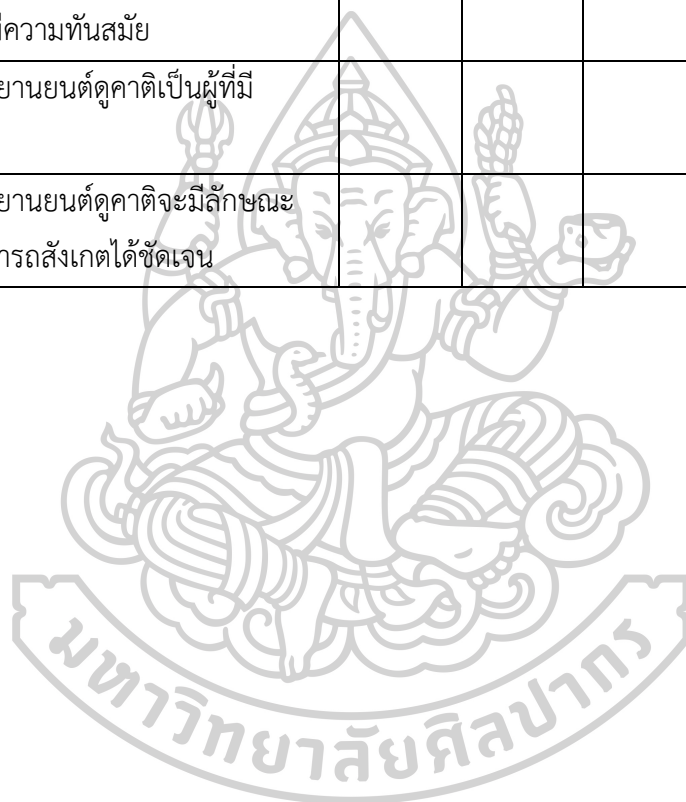 ความทันสมัย
ยานยนต์ดูคาติเป็นผู้ที่มี
ยานยนต์ดูคาติจะมีลักษณะ
ารถสังเกตได้ชัดเจน
มหาวิทยาลัยศิลปากร